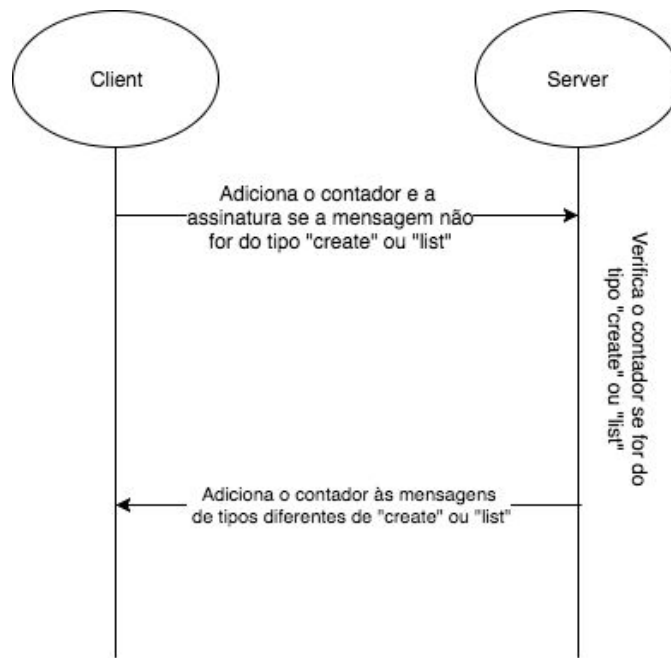 Client
Server
Adiciona o contador e a
assinatura se a mensagem não
for do tipo "create" ou "list"
Verifica o contador se for do
tipo "create" ou "list"
Adiciona o contador às mensagens
de tipos diferentes de "create" ou "list"